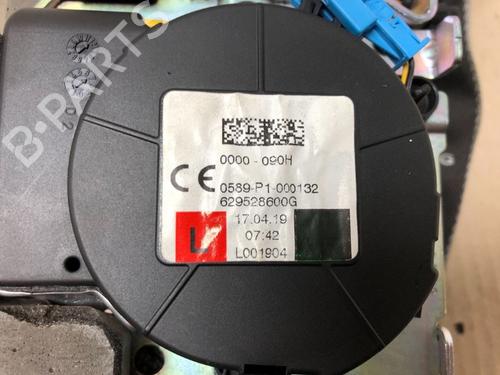 B-PARTS
0000 - 090H
CE 0589-P1-000132
629528600G
L 17.04.19
07:42
L001904